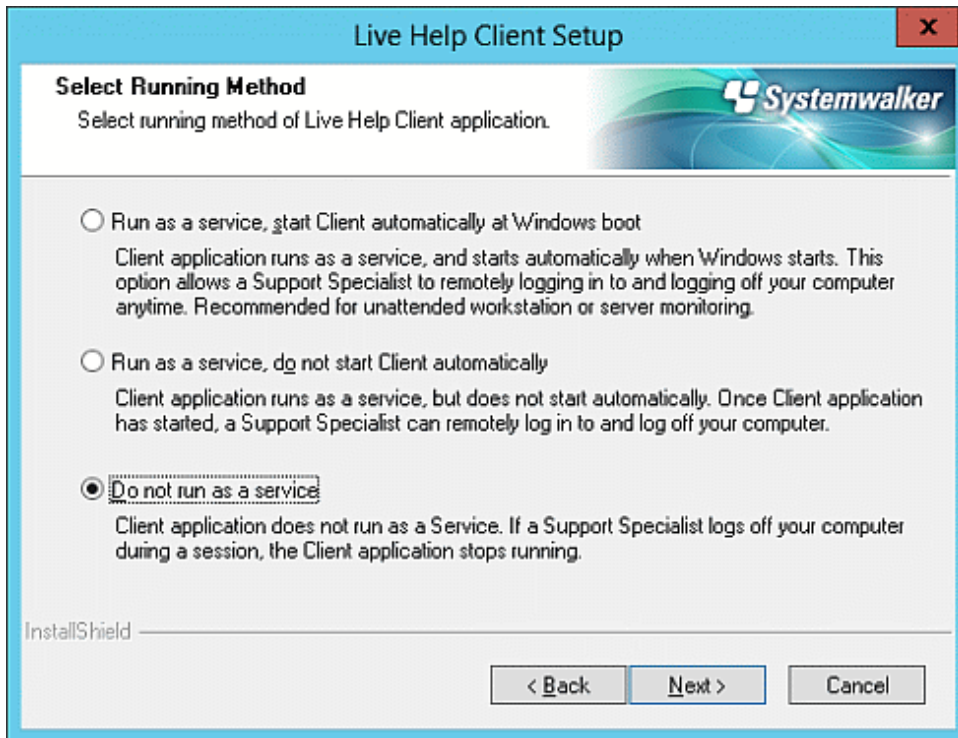 Live Help Client Setup
x
Select Running Method
Select running method of Live Help Client application.
Systemwalker
Run as a service, start Client automatically at Windows boot
Client application runs as a service, and starts automatically when Windows starts. This
option allows a Support Specialist to remotely logging in to and logging off your computer
anytime. Recommended for unattended workstation or server monitoring.
Run as a service, do not start Client automatically
Client application runs as a service, but does not start automatically. Once Client application
has started, a Support Specialist can remotely log in to and log off your computer.
Do not run as a service
Client application does not run as a Service. If a Support Specialist logs off your computer
during a session, the Client application stops running.
InstallShield
< Back
Next >
Cancel